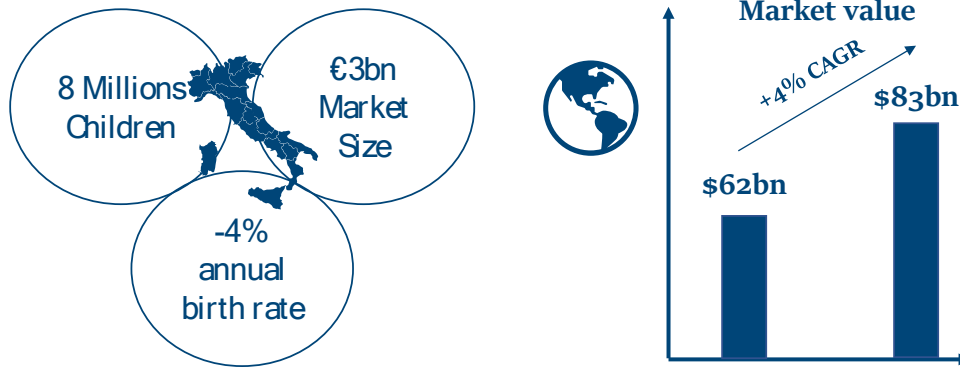 8 Millions
Children
€3bn
Market
Size
-4%
annual
birth rate
Market value
+4% CAGR
$62bn
$83bn